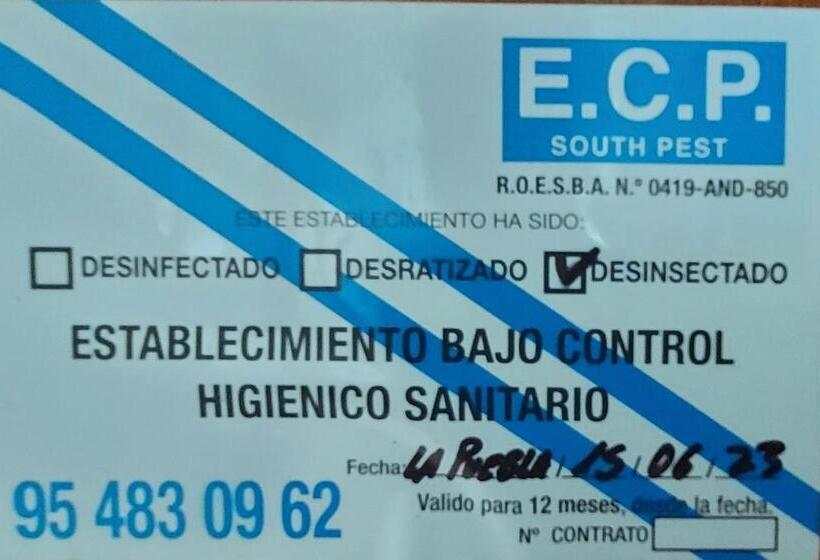 E.C.P.
SOUTH PEST
R.O.E.S.B.A. N.º 0419-AND-850
ESTE ESTABLECIMIENTO HA SIDO:
DESINFECTADO DESRATIZADO DESINSECTADO
ESTABLECIMIENTO BAJO CONTROL
HIGIENICO SANITARIO
Fecha: LA PUEBLA / 15 / 06 / 23
95 483 09 62
Valido para 12 meses, desde la fecha.
Nº CONTRATO